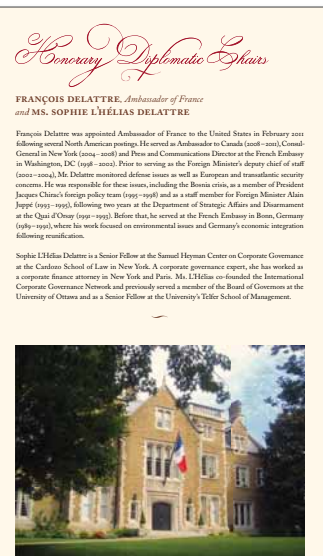 Honorary Diplomatic Chairs
FRANÇOIS DELATTRE, Ambassador of France
and MS. SOPHIE L'HÉLIAS DELATTRE
François Delattre was appointed Ambassador of France to the United States in February 2011
following several North American postings. He served as Ambassador to Canada (2008–2011), Consul-
General in New York (2004–2008) and Press and Communications Director at the French Embassy
in Washington, DC (1998–2002). Prior to serving as the Foreign Minister's deputy chief of staff
(2002–2004), Mr. Delattre monitored defense issues as well as European and transatlantic security
concerns. He was responsible for these issues, including the Bosnia crisis, as a member of President
Jacques Chirac's foreign policy team (1995–1998) and as a staff member for Foreign Minister Alain
Juppé (1993–1995), following two years at the Department of Strategic Affairs and Disarmament
at the Quai d'Orsay (1991–1993). Before that, he served at the French Embassy in Bonn, Germany
(1989–1991), where his work focused on environmental issues and Germany's economic integration
following reunification.
Sophie L'Hélias Delattre is a Senior Fellow at the Samuel Heyman Center on Corporate Governance
at the Cardozo School of Law in New York. A corporate governance expert, she has worked as
a corporate finance attorney in New York and Paris. Ms. L'Hélias co-founded the International
Corporate Governance Network and previously served a member of the Board of Governors at the
University of Ottawa and as a Senior Fellow at the University's Telfer School of Management.